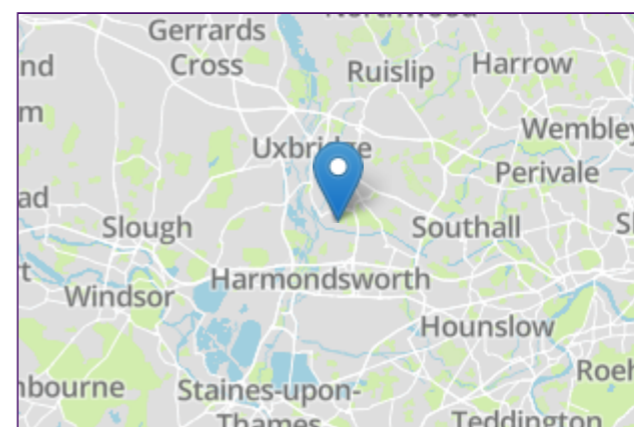 Gerrards
Cross
Ruislip
Harrow
Uxbridge
Wembley
Perivale
Slough
Southall
Harmondsworth
Windsor
Hounslow
Staines-upon-
Thames
Teddington